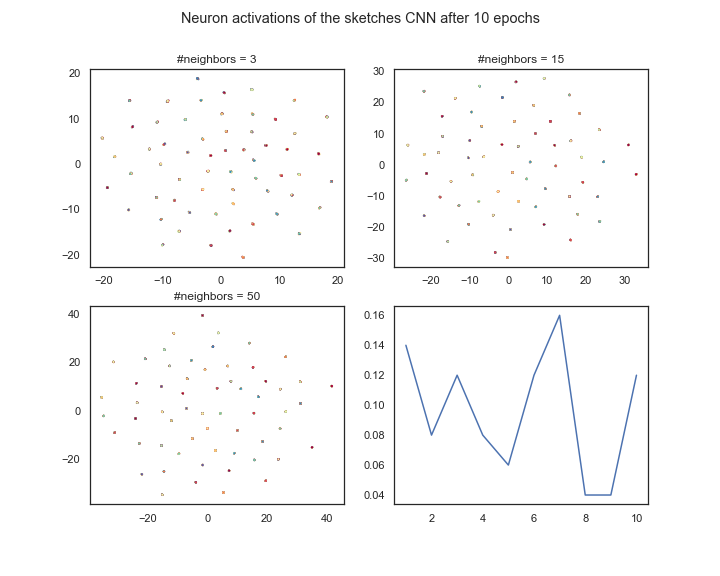 Neuron activations of the sketches CNN after 10 epochs
#neighbors = 3
20
10
0
−10
−20
−20 −10 0 10 20
#neighbors = 15
30
20
10
0
−10
−20
−30
−20 −10 0 10 20 30
#neighbors = 50
40
20
0
−20
−20 0 20 40
0.16
0.14
0.12
0.10
0.08
0.06
0.04
2 4 6 8 10